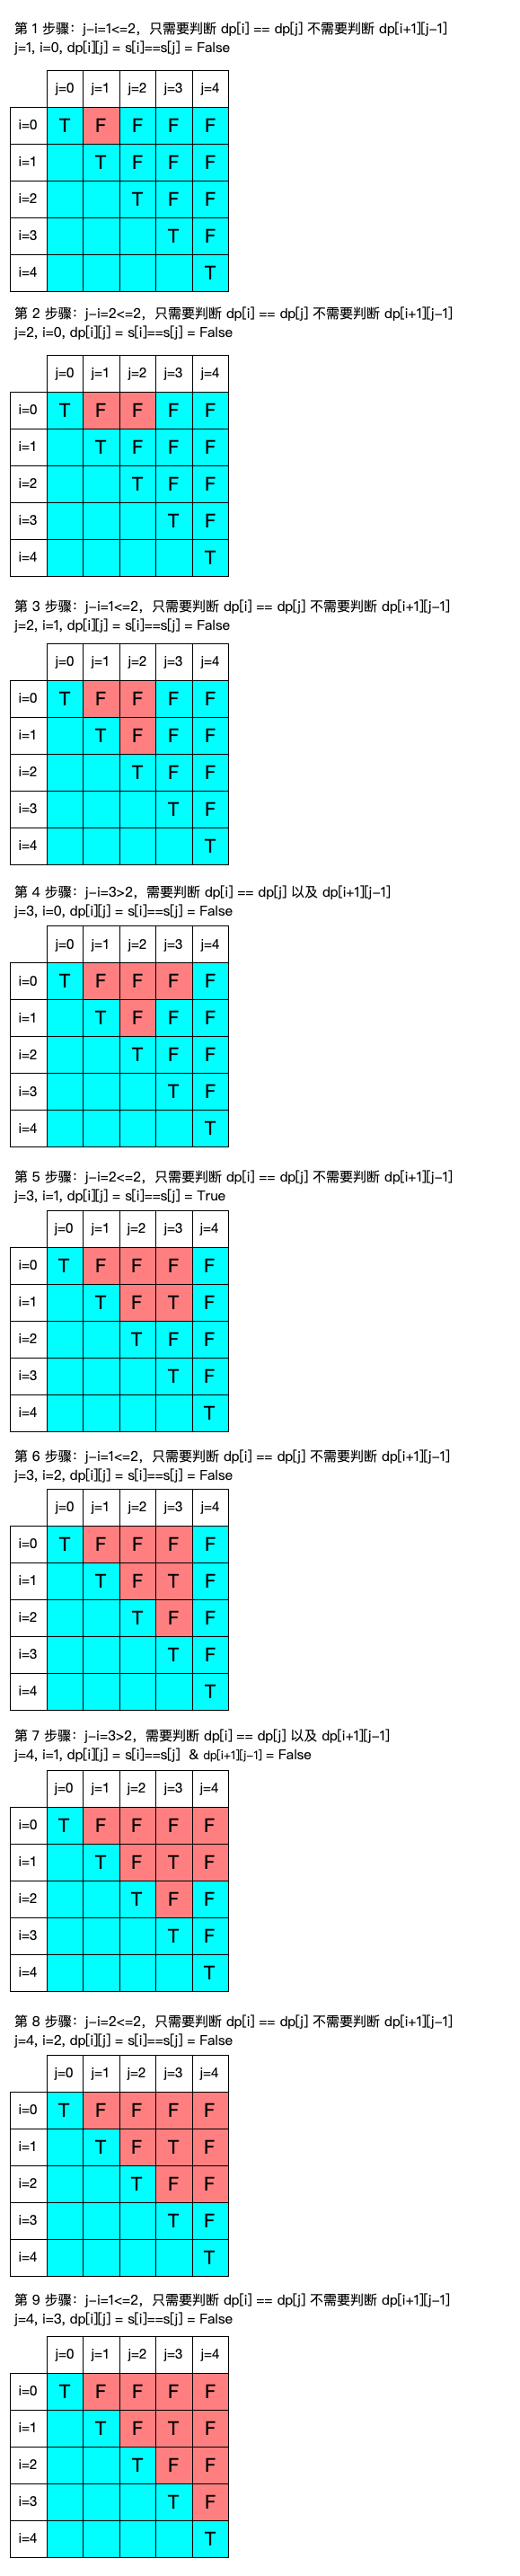 第 1 步骤：j-i=1<=2，只需要判断 dp[i] == dp[j] 不需要判断 dp[i+1][j-1]
j=1, i=0, dp[i][j] = s[i]==s[j] = False
j=0 j=1 j=2 j=3 j=4
i=0 T F F F F
i=1 T F F F
i=2 T F F
i=3 T F
i=4 T
第 2 步骤：j-i=2<=2，只需要判断 dp[i] == dp[j] 不需要判断 dp[i+1][j-1]
j=2, i=0, dp[i][j] = s[i]==s[j] = False
j=0 j=1 j=2 j=3 j=4
i=0 T F F F F
i=1 T F F F
i=2 T F F
i=3 T F
i=4 T
第 3 步骤：j-i=1<=2，只需要判断 dp[i] == dp[j] 不需要判断 dp[i+1][j-1]
j=2, i=1, dp[i][j] = s[i]==s[j] = False
j=0 j=1 j=2 j=3 j=4
i=0 T F F F F
i=1 T F F F
i=2 T F F
i=3 T F
i=4 T
第 4 步骤：j-i=3>2，需要判断 dp[i] == dp[j] 以及 dp[i+1][j-1]
j=3, i=0, dp[i][j] = s[i]==s[j] = False
j=0 j=1 j=2 j=3 j=4
i=0 T F F F F
i=1 T F F F
i=2 T F F
i=3 T F
i=4 T
第 5 步骤：j-i=2<=2，只需要判断 dp[i] == dp[j] 不需要判断 dp[i+1][j-1]
j=3, i=1, dp[i][j] = s[i]==s[j] = True
j=0 j=1 j=2 j=3 j=4
i=0 T F F F F
i=1 T F T F
i=2 T F F
i=3 T F
i=4 T
第 6 步骤：j-i=1<=2，只需要判断 dp[i] == dp[j] 不需要判断 dp[i+1][j-1]
j=3, i=2, dp[i][j] = s[i]==s[j] = False
j=0 j=1 j=2 j=3 j=4
i=0 T F F F F
i=1 T F T F
i=2 T F F
i=3 T F
i=4 T
第 7 步骤：j-i=3>2，需要判断 dp[i] == dp[j] 以及 dp[i+1][j-1]
j=4, i=1, dp[i][j] = s[i]==s[j] & dp[i+1][j-1] = False
j=0 j=1 j=2 j=3 j=4
i=0 T F F F F
i=1 T F T F
i=2 T F F
i=3 T F
i=4 T
第 8 步骤：j-i=2<=2，只需要判断 dp[i] == dp[j] 不需要判断 dp[i+1][j-1]
j=4, i=2, dp[i][j] = s[i]==s[j] = False
j=0 j=1 j=2 j=3 j=4
i=0 T F F F F
i=1 T F T F
i=2 T F F
i=3 T F
i=4 T
第 9 步骤：j-i=1<=2，只需要判断 dp[i] == dp[j] 不需要判断 dp[i+1][j-1]
j=4, i=3, dp[i][j] = s[i]==s[j] = False
j=0 j=1 j=2 j=3 j=4
i=0 T F F F F
i=1 T F T F
i=2 T F F
i=3 T F
i=4 T